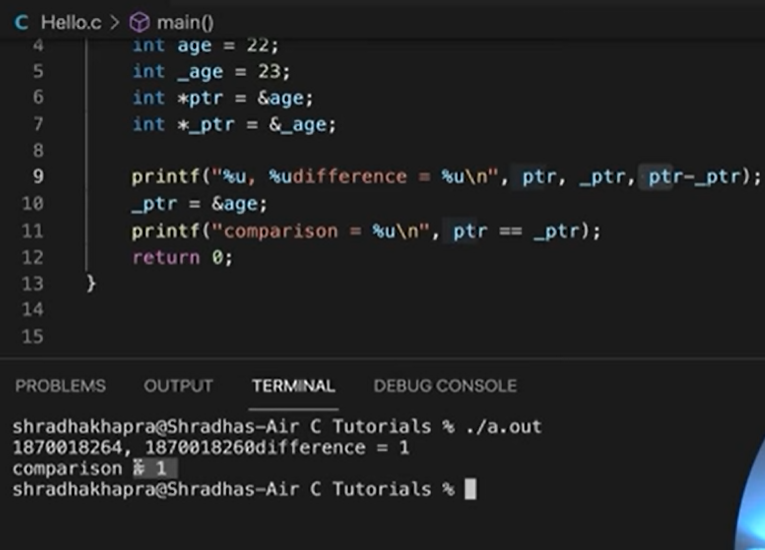 C Hello.c > main()
4 int age = 22;
5 int _age = 23;
6 int *ptr = &age;
7 int *_ptr = &_age;
8
9 printf("%u, %udifference = %u\n", ptr, _ptr, ptr-_ptr);
10 _ptr = &age;
11 printf("comparison = %u\n", ptr == _ptr);
12 return 0;
13 }
14
15
PROBLEMS OUTPUT TERMINAL DEBUG CONSOLE
shradhakhapra@Shradhas-Air C Tutorials % ./a.out
1870018264, 1870018260difference = 1
comparison = 1
shradhakhapra@Shradhas-Air C Tutorials %